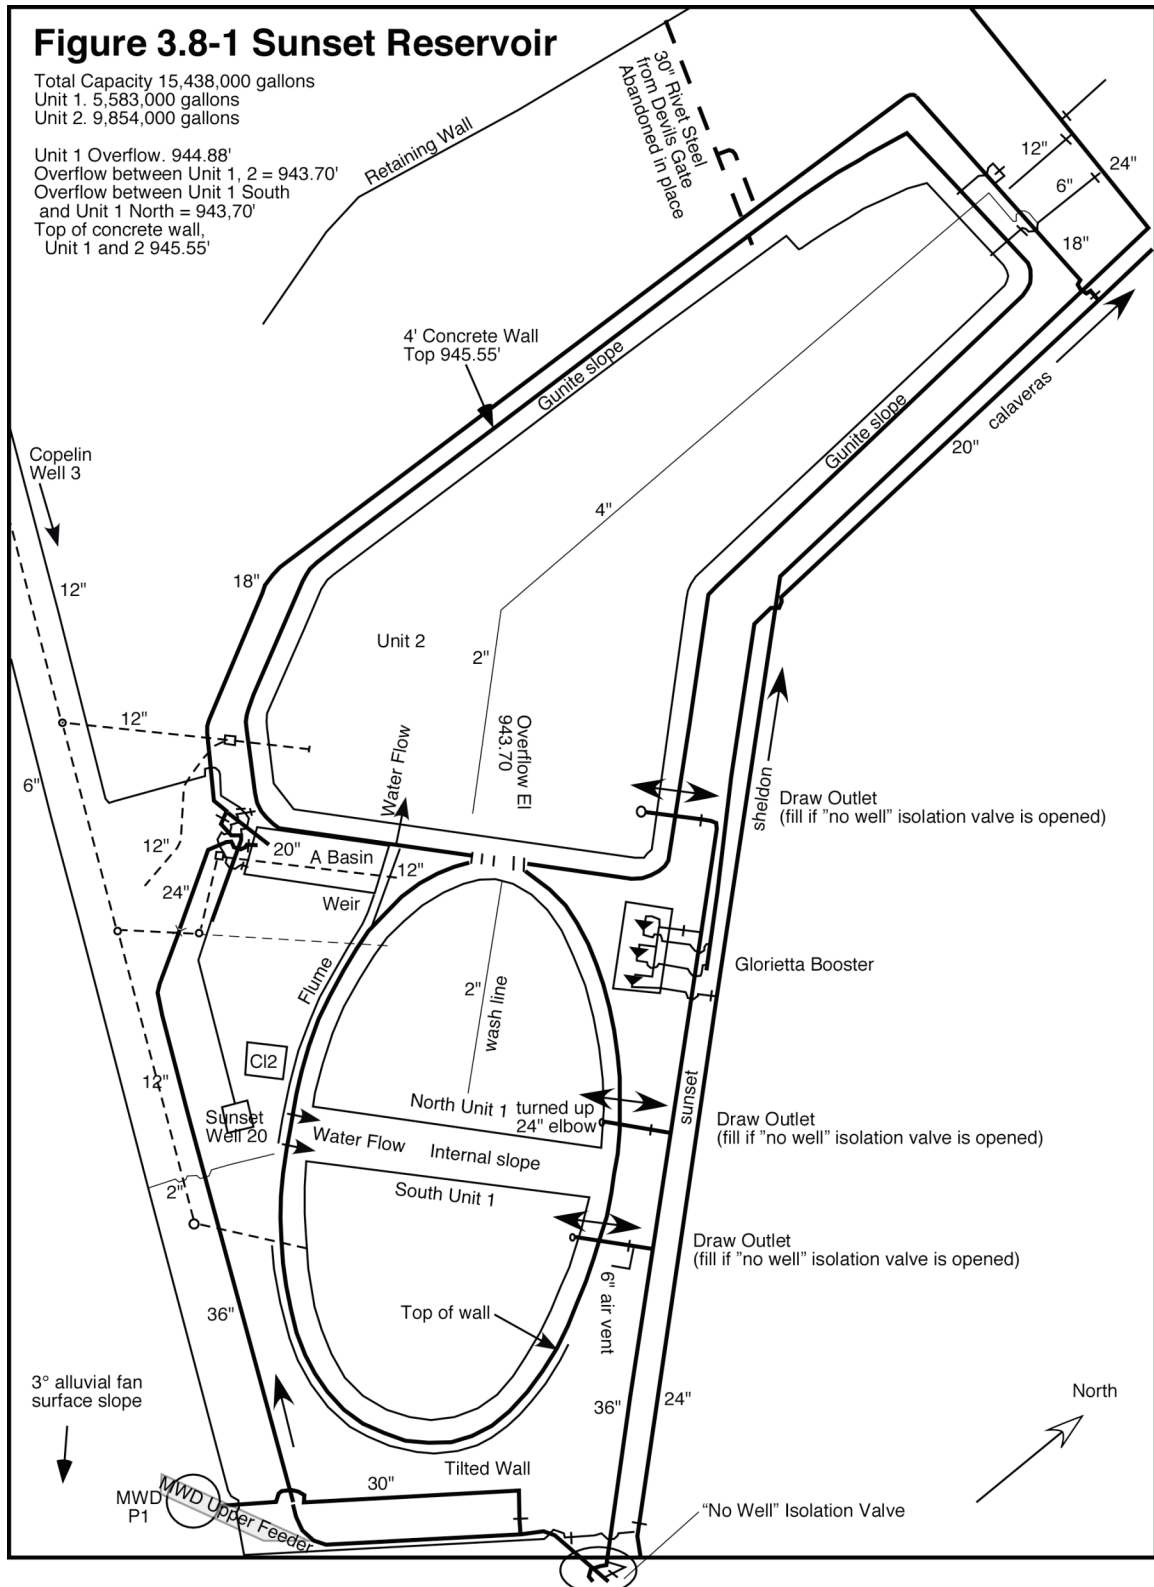 Figure 3.8-1 Sunset Reservoir
Total Capacity 15,438,000 gallons
Unit 1. 5,583,000 gallons
Unit 2. 9,854,000 gallons
Unit 1 Overflow. 944.88'
Overflow between Unit 1, 2 = 943.70'
Overflow between Unit 1 South
and Unit 1 North = 943,70'
Top of concrete wall,
Unit 1 and 2 945.55'
Retaining Wall
30" Rivet Steel
from Devils Gate
Abandoned in place
12"
24"
6"
18"
4' Concrete Wall
Top 945.55'
Gunite slope
Gunite slope
calaveras
20"
Copelin
Well 3
4"
12"
18"
Unit 2
2"
12"
Overflow El
943.70
Water Flow
6"
sheldon
Draw Outlet
(fill if "no well" isolation valve is opened)
12"
20"
A Basin
12"
24"
Weir
Flume
2"
wash line
Glorietta Booster
Cl2
12"
Sunset
Well 20
North Unit 1
turned up
24" elbow
sunset
Draw Outlet
(fill if "no well" isolation valve is opened)
Water Flow
Internal slope
2"
South Unit 1
Draw Outlet
(fill if "no well" isolation valve is opened)
6" air vent
36"
Top of wall
3° alluvial fan
surface slope
36"
24"
North
Tilted Wall
30"
MWD
P1
MWD Upper Feeder
“No Well" Isolation Valve